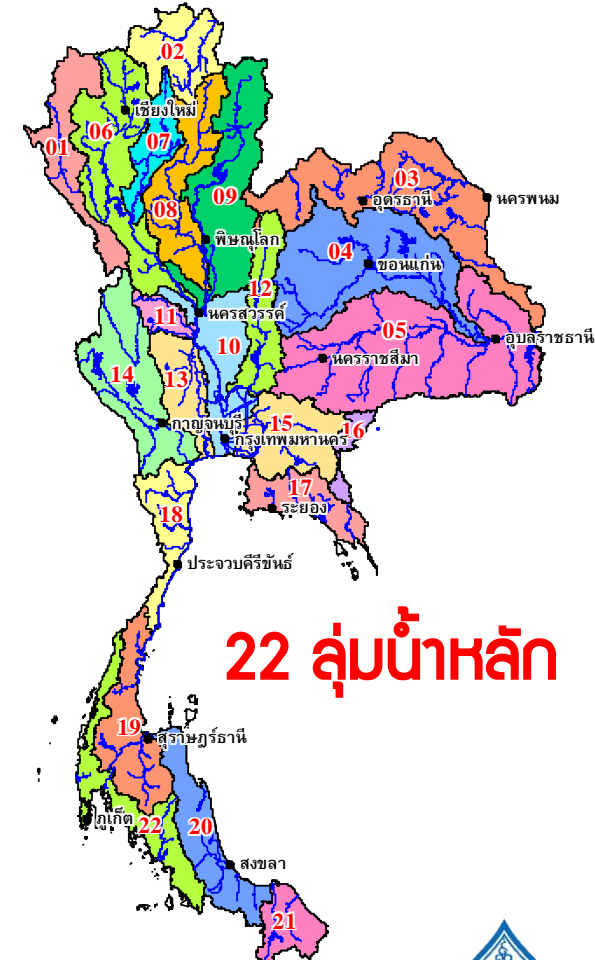 02
เชียงใหม่
06
07
01
03
อุดรธานี
นครพนม
08
09
พิษณุโลก
04
ขอนแก่น
12
นครสวรรค์
11
10
05
อุบลราชธานี
นครราชสีมา
14
13
กาญจนบุรี
15
16
กรุงเทพมหานคร
17
ระยอง
18
ประจวบคีรีขันธ์
22 ลุ่มน้ำหลัก
19
สุราษฎร์ธานี
ภูเก็ต
22
20
สงขลา
21